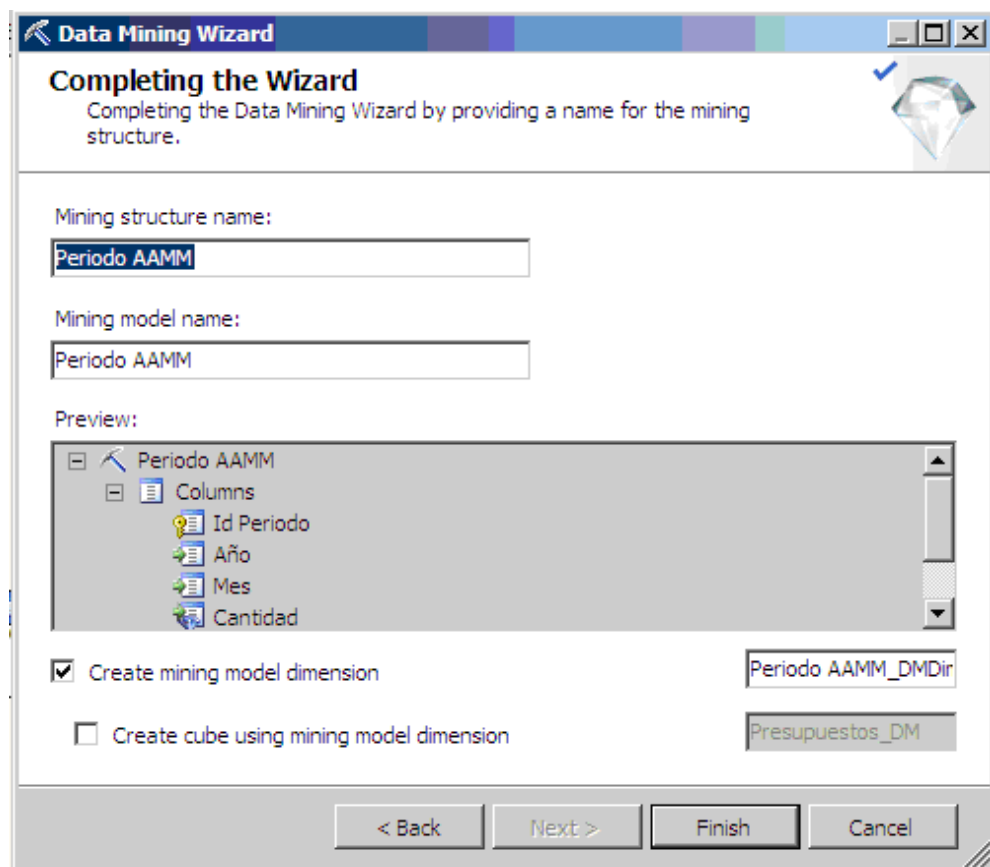 Data Mining Wizard
Completing the Wizard
Completing the Data Mining Wizard by providing a name for the mining
structure.
Mining structure name:
Periodo AAMM
Mining model name:
Periodo AAMM
Preview:
Periodo AAMM
Columns
Id Periodo
Año
Mes
Cantidad
Create mining model dimension
Periodo AAMM_DMDir
Create cube using mining model dimension
Presupuestos_DM
< Back
Next >
Finish
Cancel